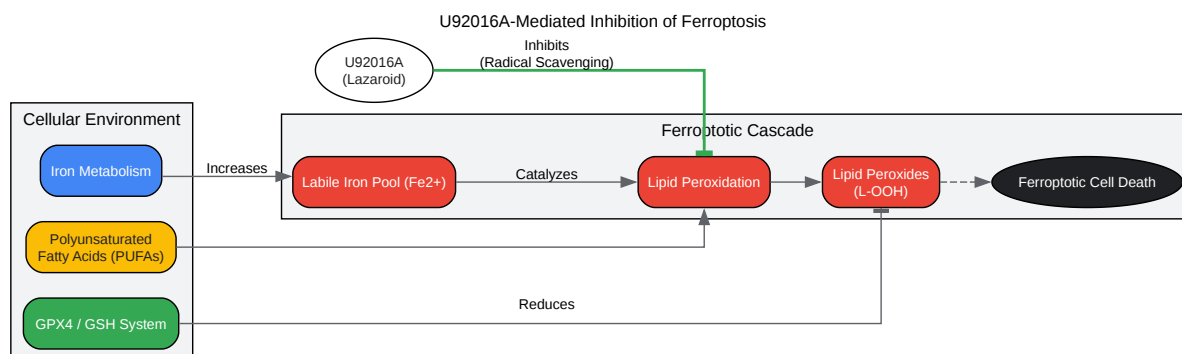 U92016A-Mediated Inhibition of Ferroptosis
Inhibits
(Radical Scavenging)
U92016A
(Lazaroid)
Cellular Environment
Ferroptotic Cascade
Iron Metabolism
Increases
Labile Iron Pool (Fe2+)
Catalyzes
Lipid Peroxidation
Lipid Peroxides
(L-OOH)
Ferroptotic Cell Death
Polyunsaturated
Fatty Acids (PUFAs)
Reduces
GPX4 / GSH System